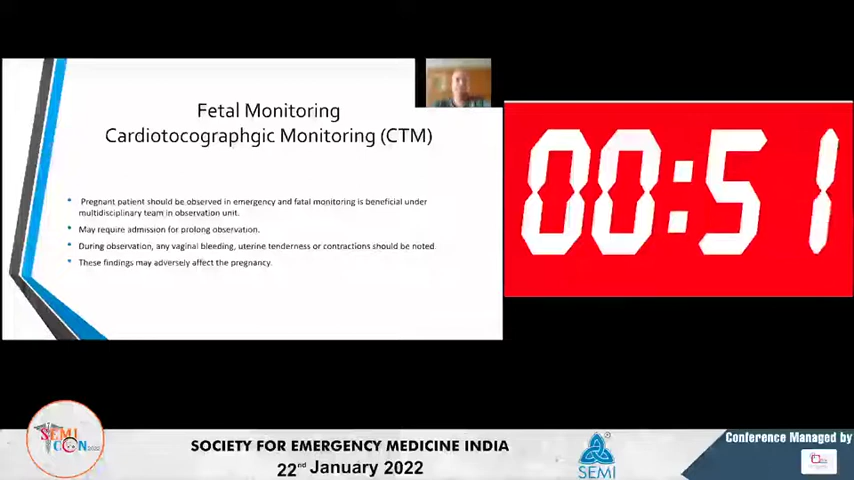 Fetal Monitoring
Cardiotocographgic Monitoring (CTM)
Pregnant patient should be observed in emergency and fatal monitoring is beneficial under
multidisciplinary team in observation unit.
May require admission for prolong observation.
During observation, any vaginal bleeding, uterine tenderness or contractions should be noted.
These findings may adversely affect the pregnancy.
00:51
SEMI
CON
SOCIETY FOR EMERGENCY MEDICINE INDIA
22nd January 2022
SEMI
Conference Managed by